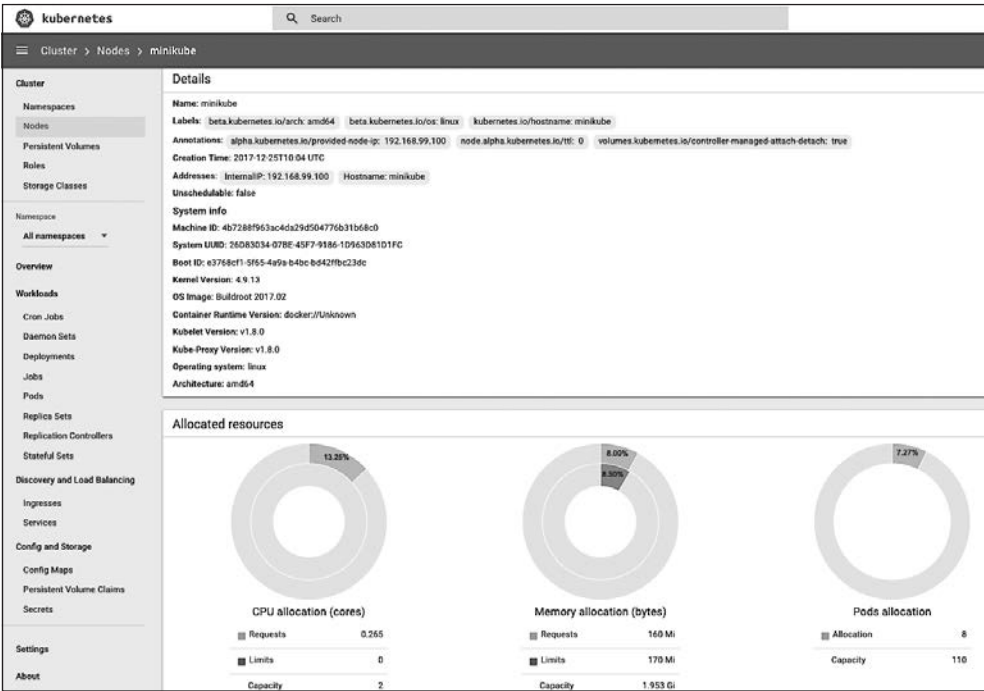 kubernetes
Search
Cluster > Nodes > minikube
Cluster
Namespaces
Nodes
Persistent Volumes
Roles
Storage Classes
Namespace
All namespaces
Overview
Workloads
Cron Jobs
Daemon Sets
Deployments
Jobs
Pods
Replica Sets
Replication Controllers
Stateful Sets
Discovery and Load Balancing
Ingresses
Services
Config and Storage
Config Maps
Persistent Volume Claims
Secrets
Settings
About
Details
Name: minikube
Labels: beta.kubernetes.io/arch: amd64 beta.kubernetes.io/os: linux kubernetes.io/hostname: minikube
Annotations: alpha.kubernetes.io/provided-node-ip: 192.168.99.100 node.alpha.kubernetes.io/ttl: 0 volumes.kubernetes.io/controller-managed-attach-detach: true
Creation Time: 2017-12-25T10:04 UTC
Addresses: InternalIP: 192.168.99.100 Hostname: minikube
Unschedulable: false
System info
Machine ID: 4b7288f963ac4da29d504776b31b68c0
System UUID: 26D83034-07BE-45F7-9186-1D963D81D1FC
Boot ID: e3768cf1-5f65-4a9a-b4bc-bd42ffbc23dc
Kernel Version: 4.9.13
OS Image: Buildroot 2017.02
Container Runtime Version: docker://Unknown
Kubelet Version: v1.8.0
Kube-Proxy Version: v1.8.0
Operating system: linux
Architecture: amd64
Allocated resources
13.25%
CPU allocation (cores)
Requests 0.265
Limits 0
Capacity 2
8.00%
8.50%
Memory allocation (bytes)
Requests 160 Mi
Limits 170 Mi
Capacity 1.953 Gi
7.27%
Pods allocation
Allocation 8
Capacity 110